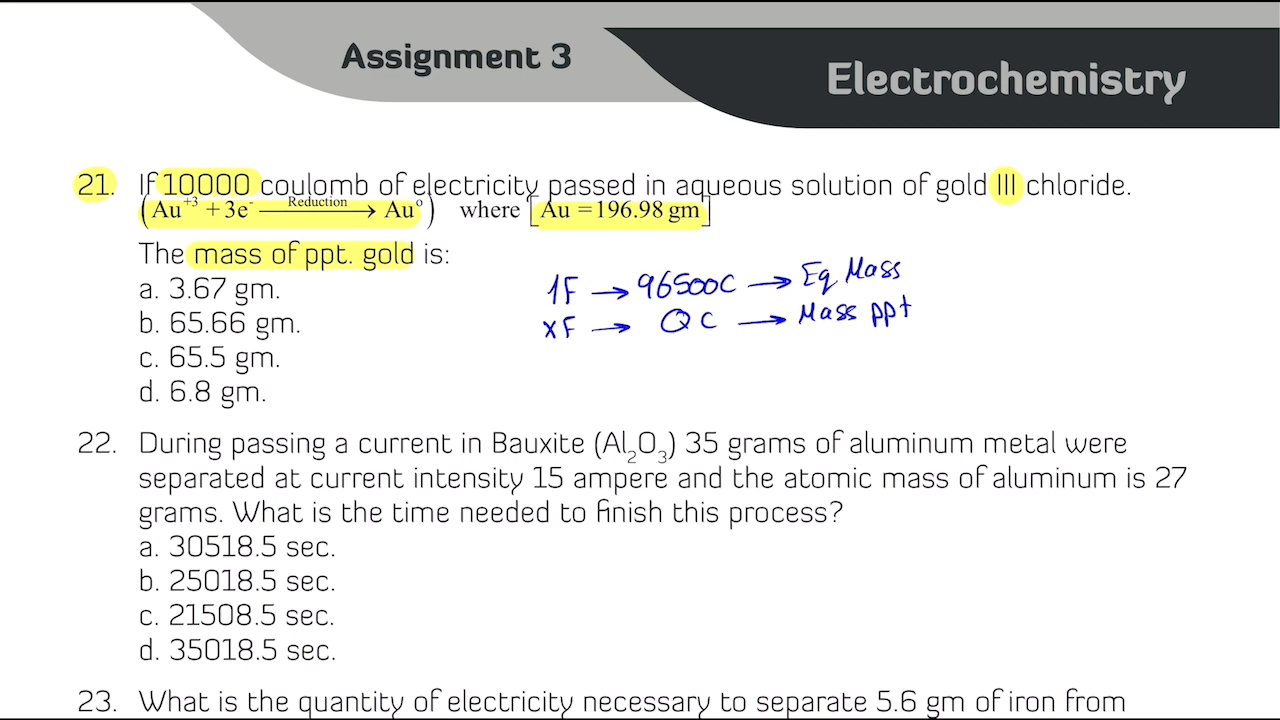 Assignment 3
Electrochemistry
21. If 10000 coulomb of electricity passed in aqueous solution of gold III chloride.
(Au⁺³ + 3e⁻ —Reduction→ Au⁰) where [Au = 196.98 gm]
The mass of ppt. gold is:
a. 3.67 gm.
b. 65.66 gm.
c. 65.5 gm.
d. 6.8 gm.
1F → 96500C → Eq Mass
xF → Q C → Mass ppt
22. During passing a current in Bauxite (Al₂O₃) 35 grams of aluminum metal were
separated at current intensity 15 ampere and the atomic mass of aluminum is 27
grams. What is the time needed to finish this process?
a. 30518.5 sec.
b. 25018.5 sec.
c. 21508.5 sec.
d. 35018.5 sec.
23. What is the quantity of electricity necessary to separate 5.6 gm of iron from